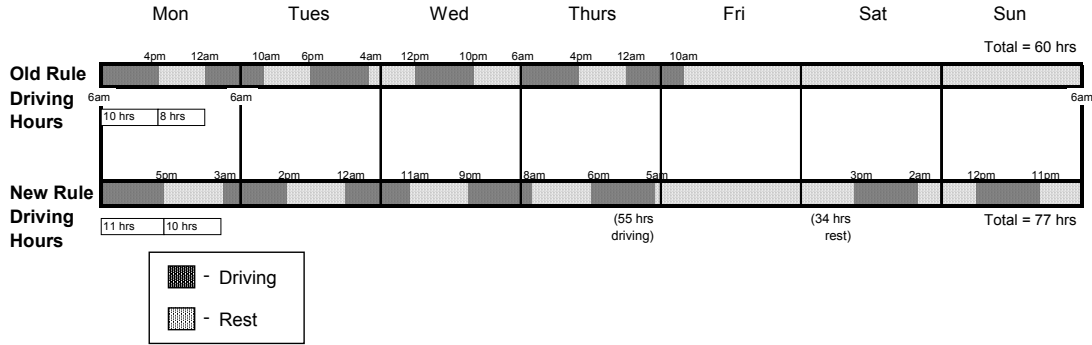 Mon Tues Wed Thurs Fri Sat Sun
Total = 60 hrs
4pm 12am 10am 6pm 4am 12pm 10pm 6am 4pm 12am 10am
Old Rule
Driving
Hours
6am 6am 6am
10 hrs 8 hrs
5pm 3am 2pm 12am 11am 9pm 8am 6pm 5am 3pm 2am 12pm 11pm
New Rule
Driving
Hours
11 hrs 10 hrs
(55 hrs
driving)
(34 hrs
rest)
Total = 77 hrs
- Driving
- Rest